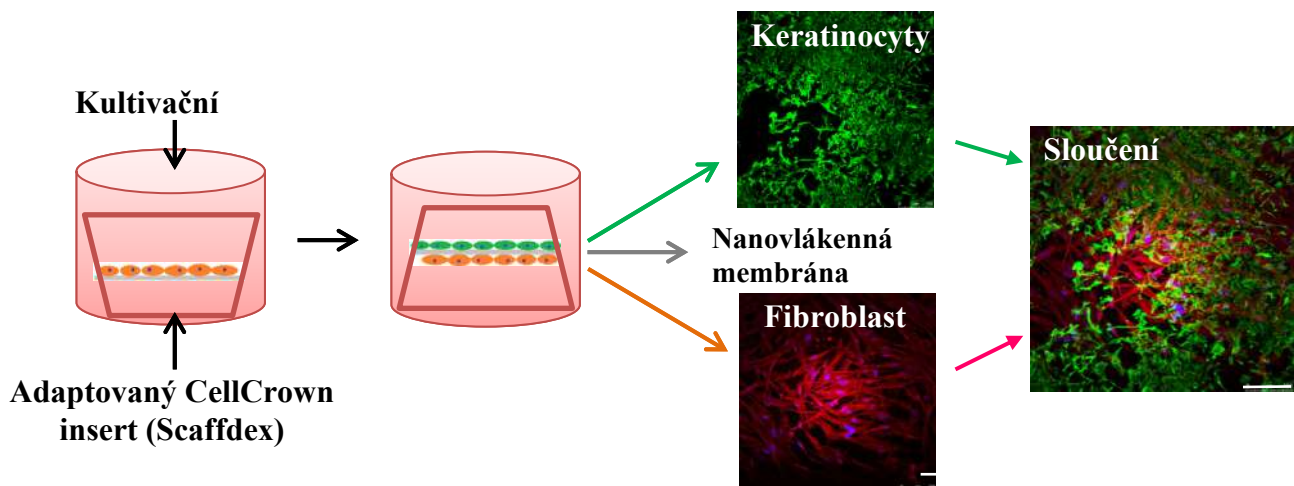 Kultivační
Adaptovaný CellCrown
insert (Scaffdex)
Keratinocyty
Nanovlákenná
membrána
Fibroblast
Sloučení